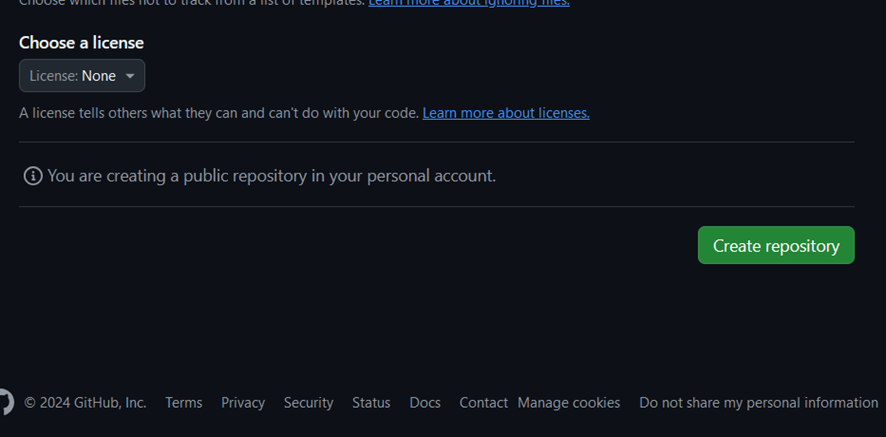 Choose which files not to track from a list of templates. Learn more about ignoring files.
Choose a license
License: None
A license tells others what they can and can't do with your code. Learn more about licenses.
You are creating a public repository in your personal account.
Create repository
© 2024 GitHub, Inc. Terms Privacy Security Status Docs Contact Manage cookies Do not share my personal information